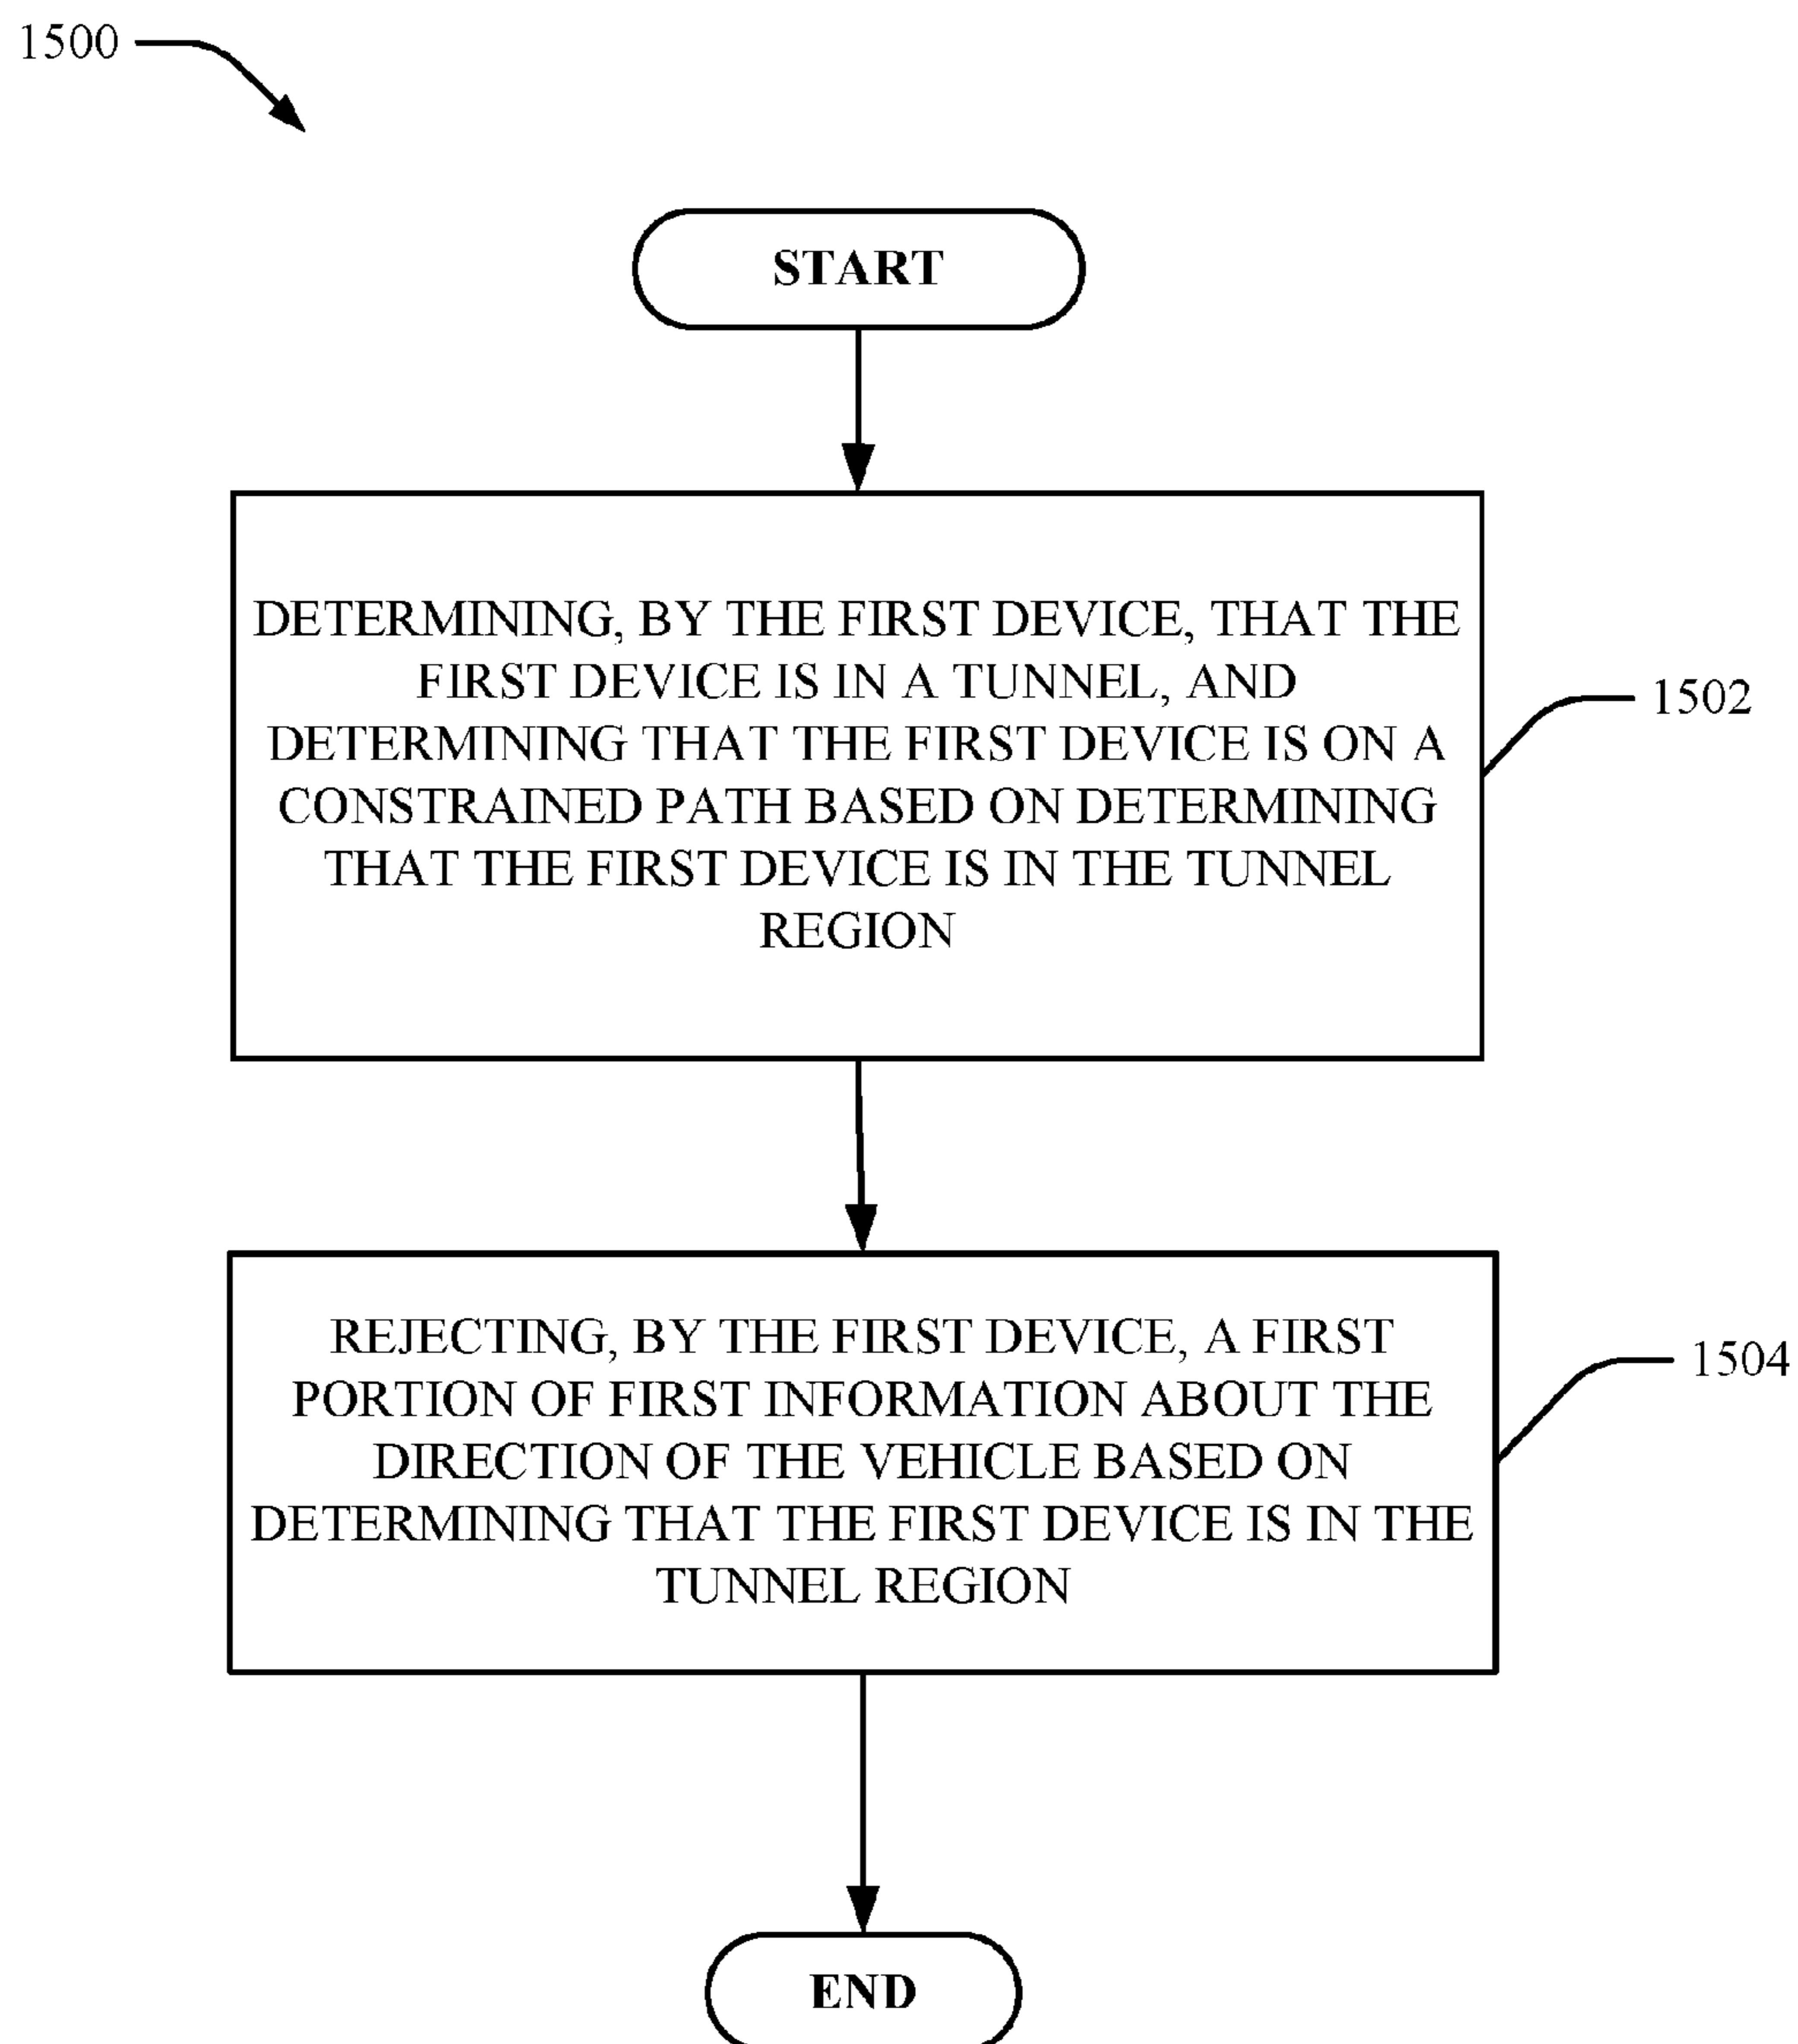 1500
START
DETERMINING, BY THE FIRST DEVICE, THAT THE
FIRST DEVICE IS IN A TUNNEL, AND
DETERMINING THAT THE FIRST DEVICE IS ON A
CONSTRAINED PATH BASED ON DETERMINING
THAT THE FIRST DEVICE IS IN THE TUNNEL
REGION
1502
REJECTING, BY THE FIRST DEVICE, A FIRST
PORTION OF FIRST INFORMATION ABOUT THE
DIRECTION OF THE VEHICLE BASED ON
DETERMINING THAT THE FIRST DEVICE IS IN THE
TUNNEL REGION
1504
END